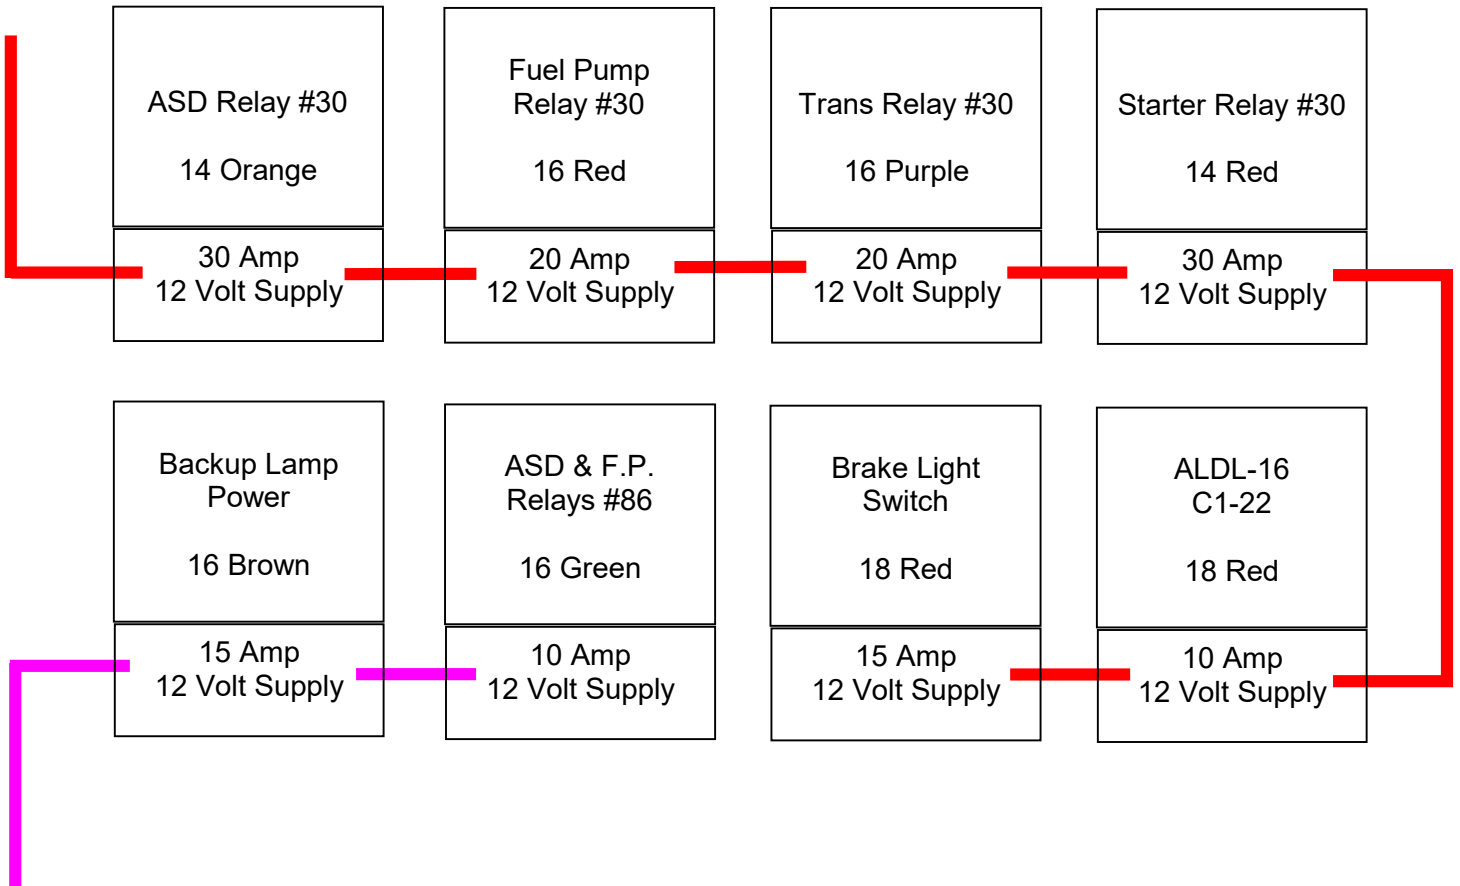 ASD Relay #30
14 Orange
30 Amp
12 Volt Supply
Fuel Pump
Relay #30
16 Red
20 Amp
12 Volt Supply
Trans Relay #30
16 Purple
20 Amp
12 Volt Supply
Starter Relay #30
14 Red
30 Amp
12 Volt Supply
Backup Lamp
Power
16 Brown
15 Amp
12 Volt Supply
ASD & F.P.
Relays #86
16 Green
10 Amp
12 Volt Supply
Brake Light
Switch
18 Red
15 Amp
12 Volt Supply
ALDL-16
C1-22
18 Red
10 Amp
12 Volt Supply